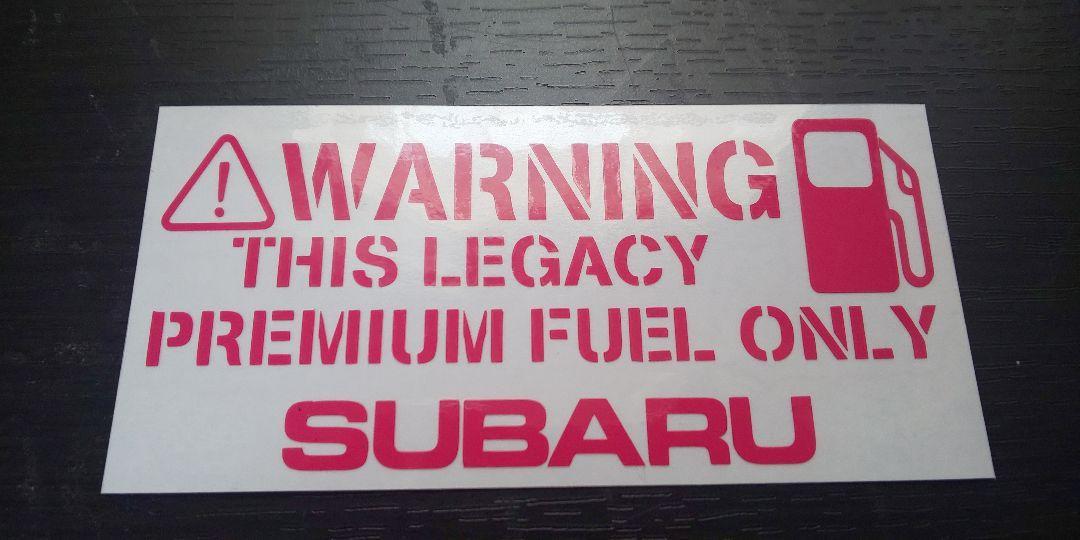 WARNING
THIS LEGACY
PREMIUM FUEL ONLY
SUBARU